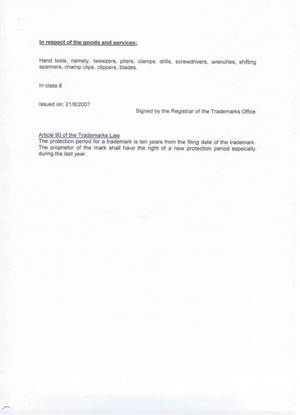 In respect of the goods and services:
Hand tools, namely, tweezers, pliers, clamps, drills, screwdrivers, wrenches, shifting
spanners, champ clips, clippers, blades.
In class 8
Issued on: 21/8/2007
Signed by the Registrar of the Trademarks Office
Article 90 of the Trademarks Law
The protection period for a trademark is ten years from the filing date of the trademark.
The proprietor of the mark shall have the right of a new protection period especially
during the last year.